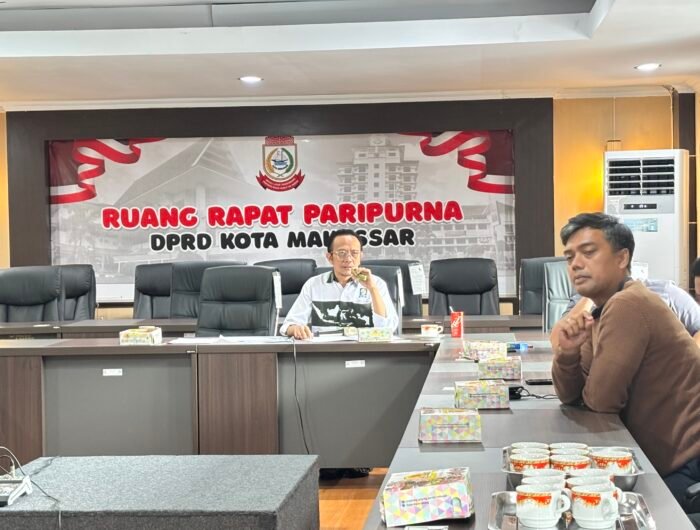 RUANG RAPAT PARIPURNA
DPRD KOTA MAKASSAR